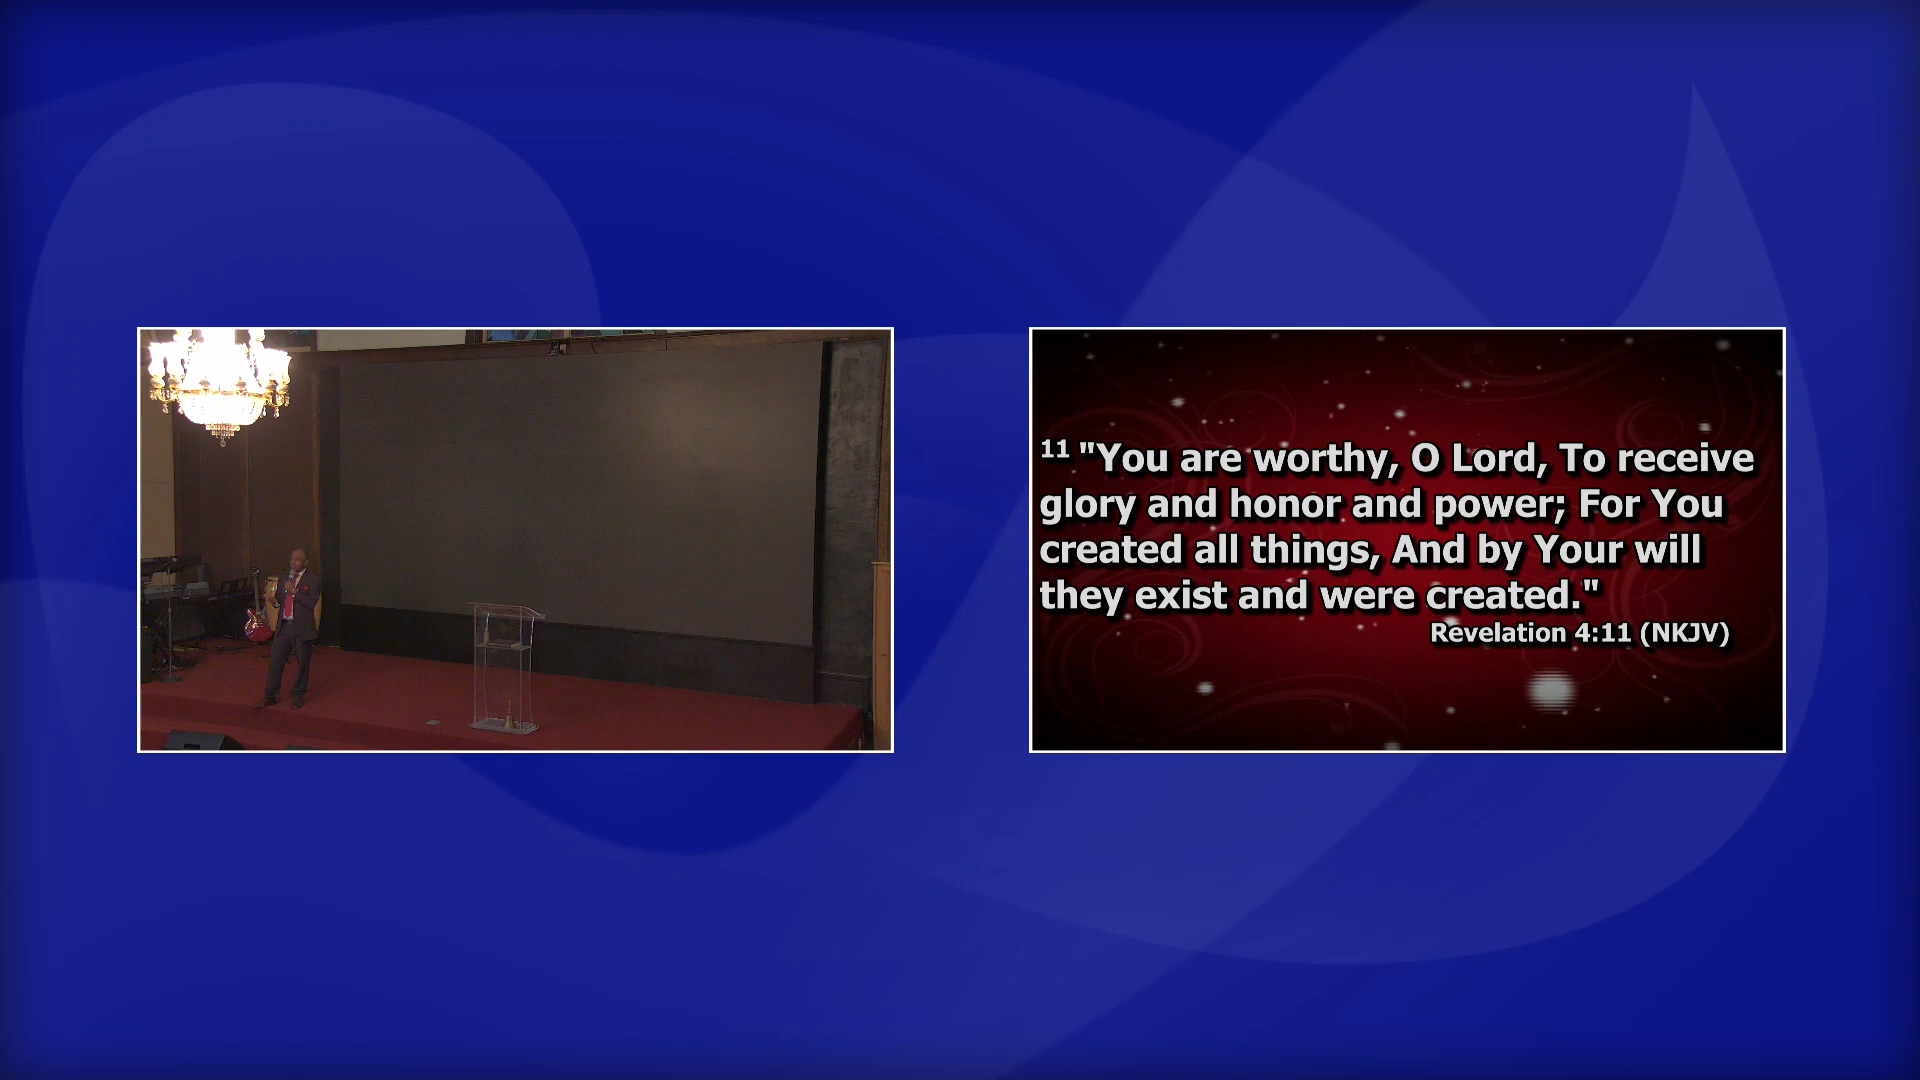 11 "You are worthy, O Lord, To receive
glory and honor and power; For You
created all things, And by Your will
they exist and were created."
Revelation 4:11 (NKJV)